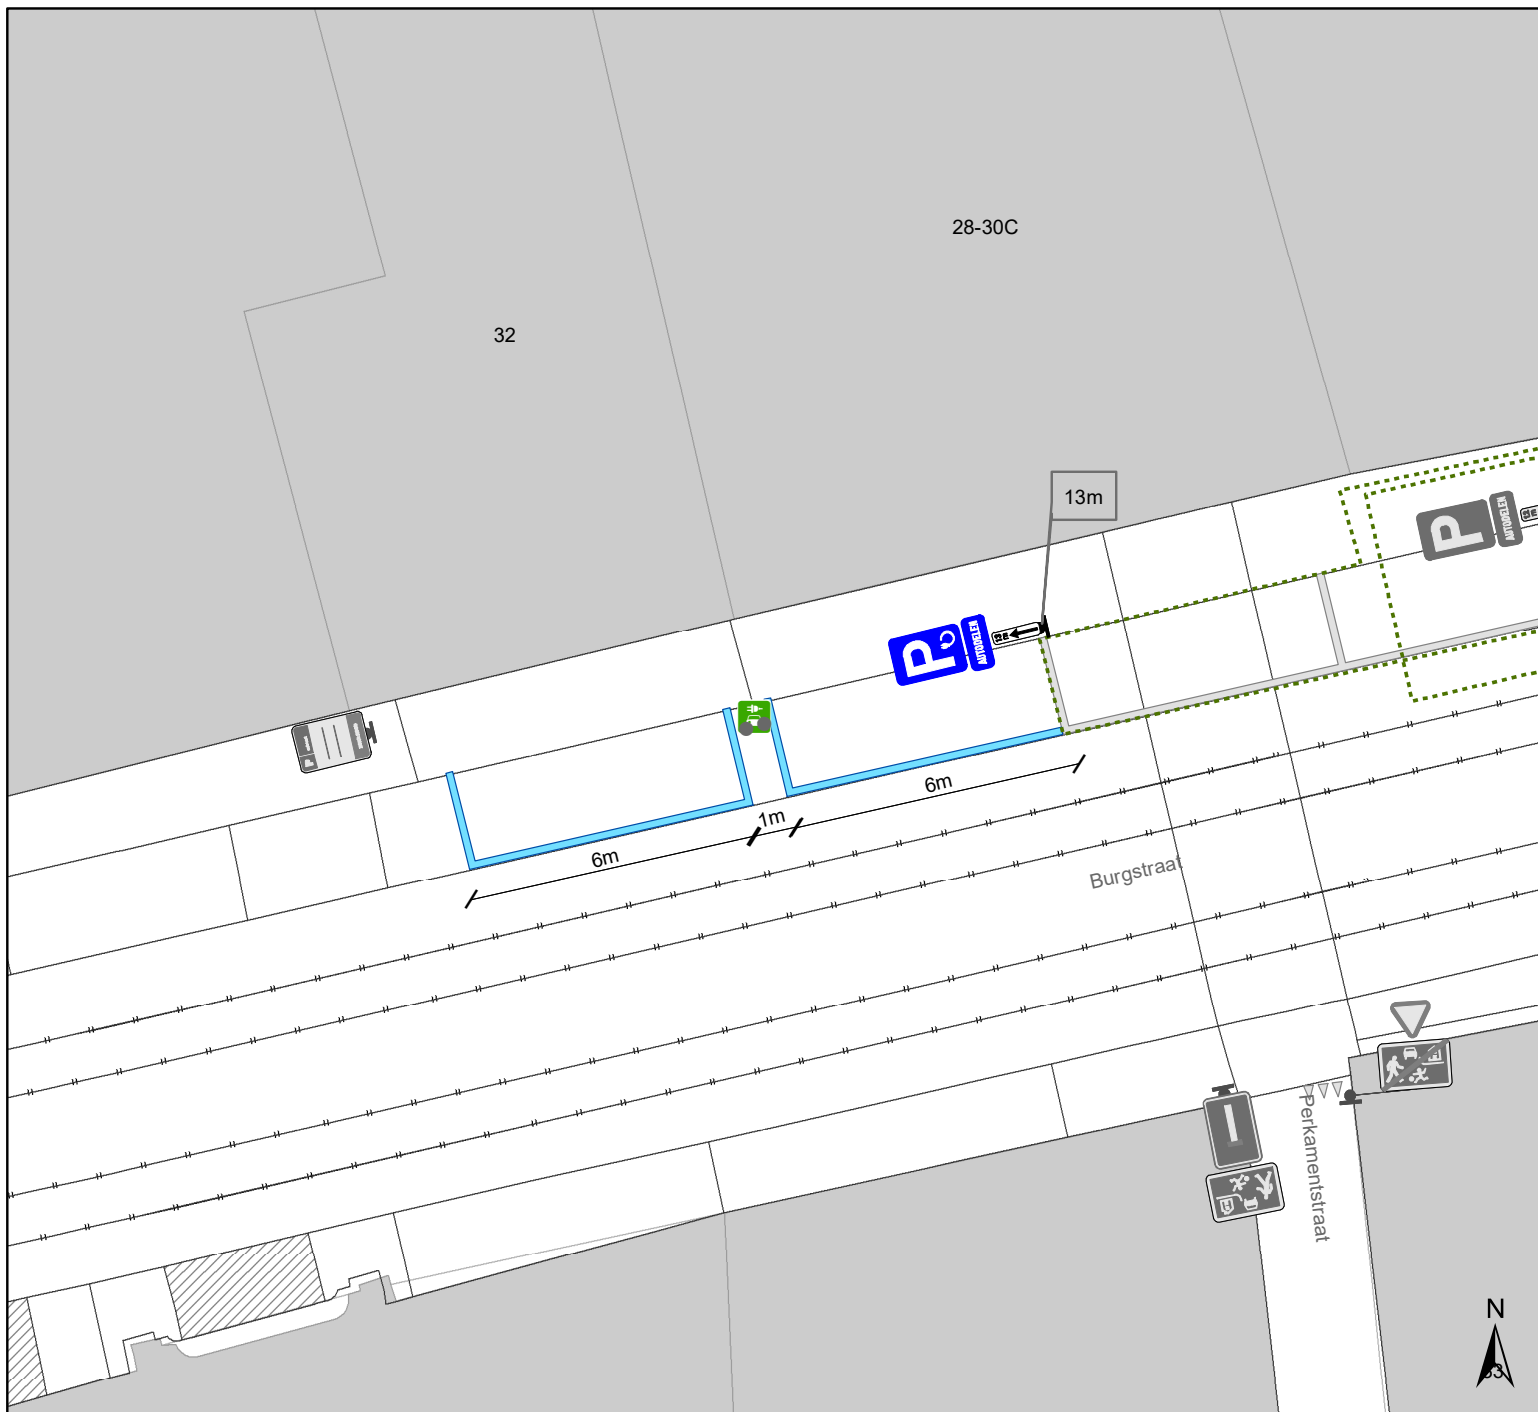 28-30C
32
13m
P
AUTODELEN
P
AUTODELEN
6m
1m
6m
Burgstraat
P
Perkamentstraat
N